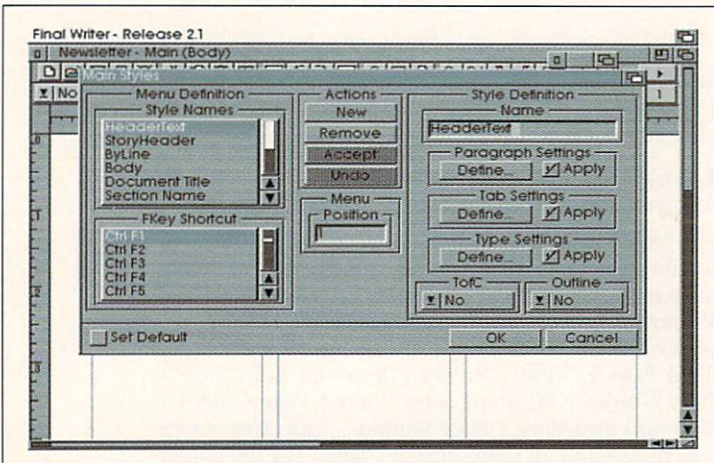 Final Writer - Release 2.1
Newsletter - Main (Body)
Main Styles
No
1
Menu Definition
Style Names
HeaderText
StoryHeader
ByLine
Body
Document Title
Section Name
FKey Shortcut
Ctrl F1
Ctrl F2
Ctrl F3
Ctrl F4
Ctrl F5
Actions
New
Remove
Accept
Undo
Menu
Position
1
Style Definition
Name
HeaderText
Paragraph Settings
Define... Apply
Tab Settings
Define... Apply
Type Settings
Define... Apply
TofC
No
Outline
No
Set Default
OK
Cancel